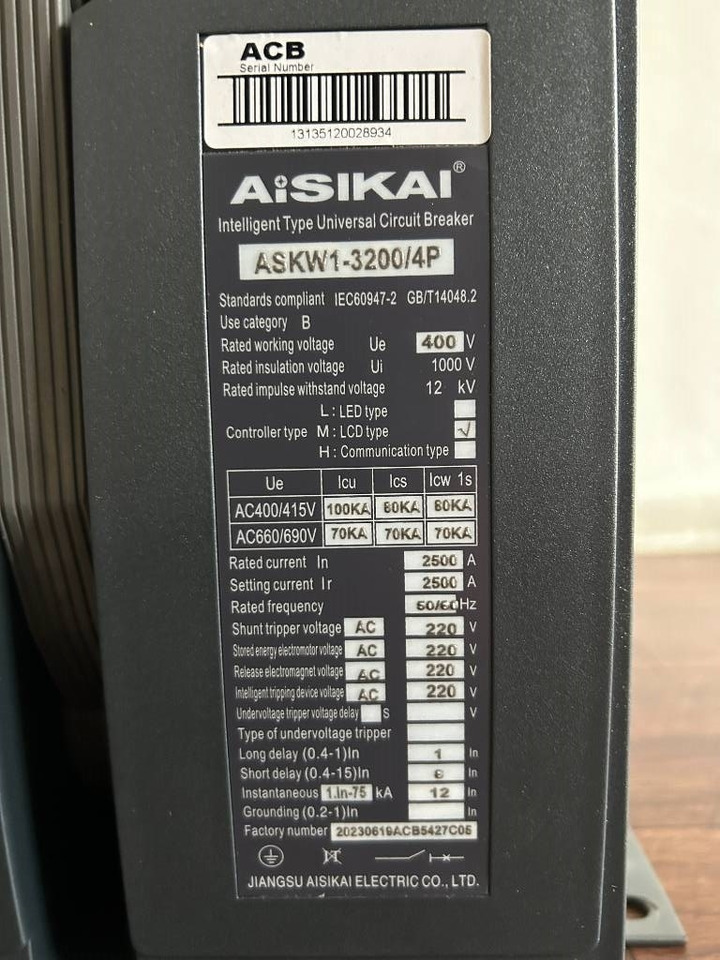 ACB
Serial Number
13135120028934
AiSIKAI®
Intelligent Type Universal Circuit Breaker
ASKW1-3200/4P
Standards compliant IEC60947-2 GB/T14048.2
Use category B
Rated working voltage Ue 400 V
Rated insulation voltage Ui 1000 V
Rated impulse withstand voltage 12 kV
L: LED type
Controller type M: LCD type √
H: Communication type
Ue Icu Ics Icw 1s
AC400/415V 100KA 80KA 80KA
AC660/690V 70KA 70KA 70KA
Rated current In 2500 A
Setting current Ir 2500 A
Rated frequency 50/60Hz
Shunt tripper voltage AC 220 V
Stored energy electromotor voltage AC 220 V
Release electromagnet voltage AC 220 V
Intelligent tripping device voltage AC 220 V
Undervoltage tripper voltage delay S V
Type of undervoltage tripper
Long delay (0.4-1)In 1 In
Short delay (0.4-15)In In
Instantaneous 1.In-75 kA 12 In
Grounding (0.2-1)In In
Factory number 20230619ACB5427C05
JIANGSU AISIKAI ELECTRIC CO., LTD.